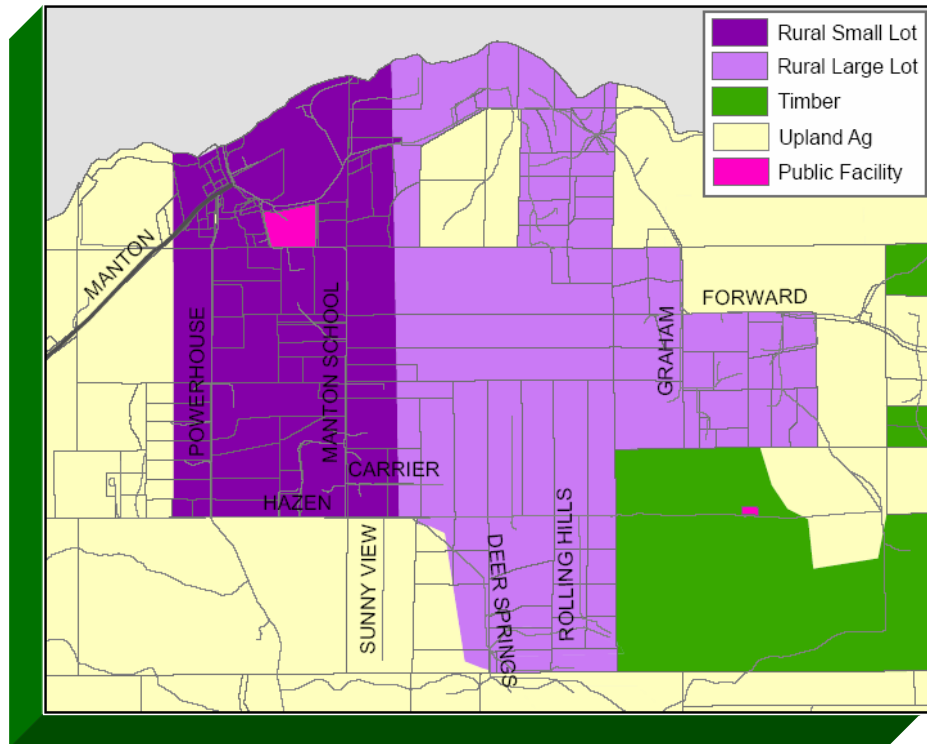 Rural Small Lot
Rural Large Lot
Timber
Upland Ag
Public Facility
MANTON
FORWARD
POWERHOUSE
MANTON SCHOOL
GRAHAM
CARRIER
HAZEN
SUNNY VIEW
DEER SPRINGS
ROLLING HILLS